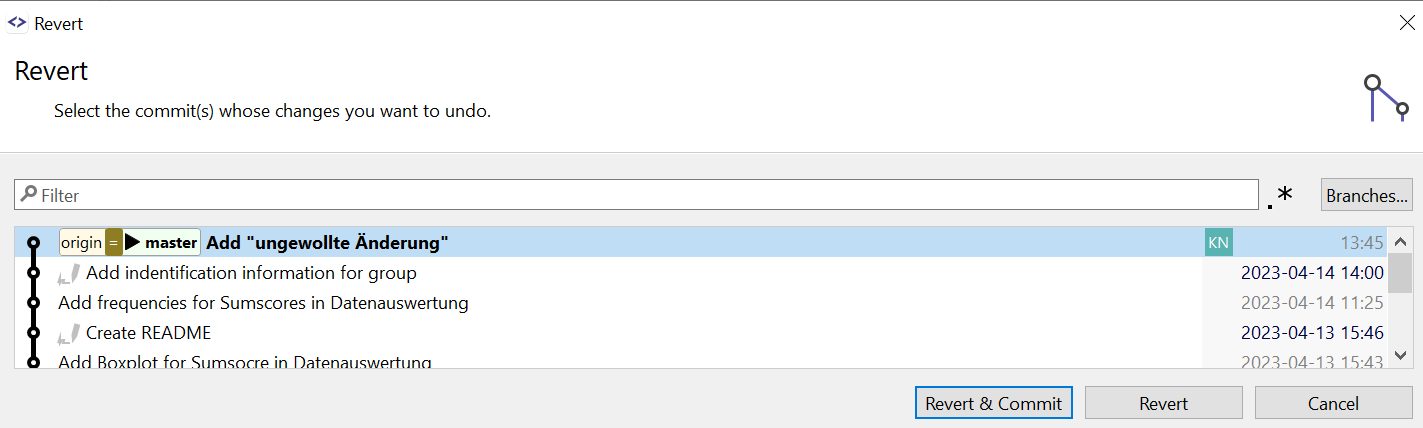 Revert
Revert
Select the commit(s) whose changes you want to undo.
Filter .* Branches...
origin = master Add "ungewollte Änderung" KN 13:45
Add indentification information for group 2023-04-14 14:00
Add frequencies for Sumscores in Datenauswertung 2023-04-14 11:25
Create README 2023-04-13 15:46
Add Boxplot for Sumsocre in Datenauswertung 2023-04-13 15:43
Revert & Commit Revert Cancel